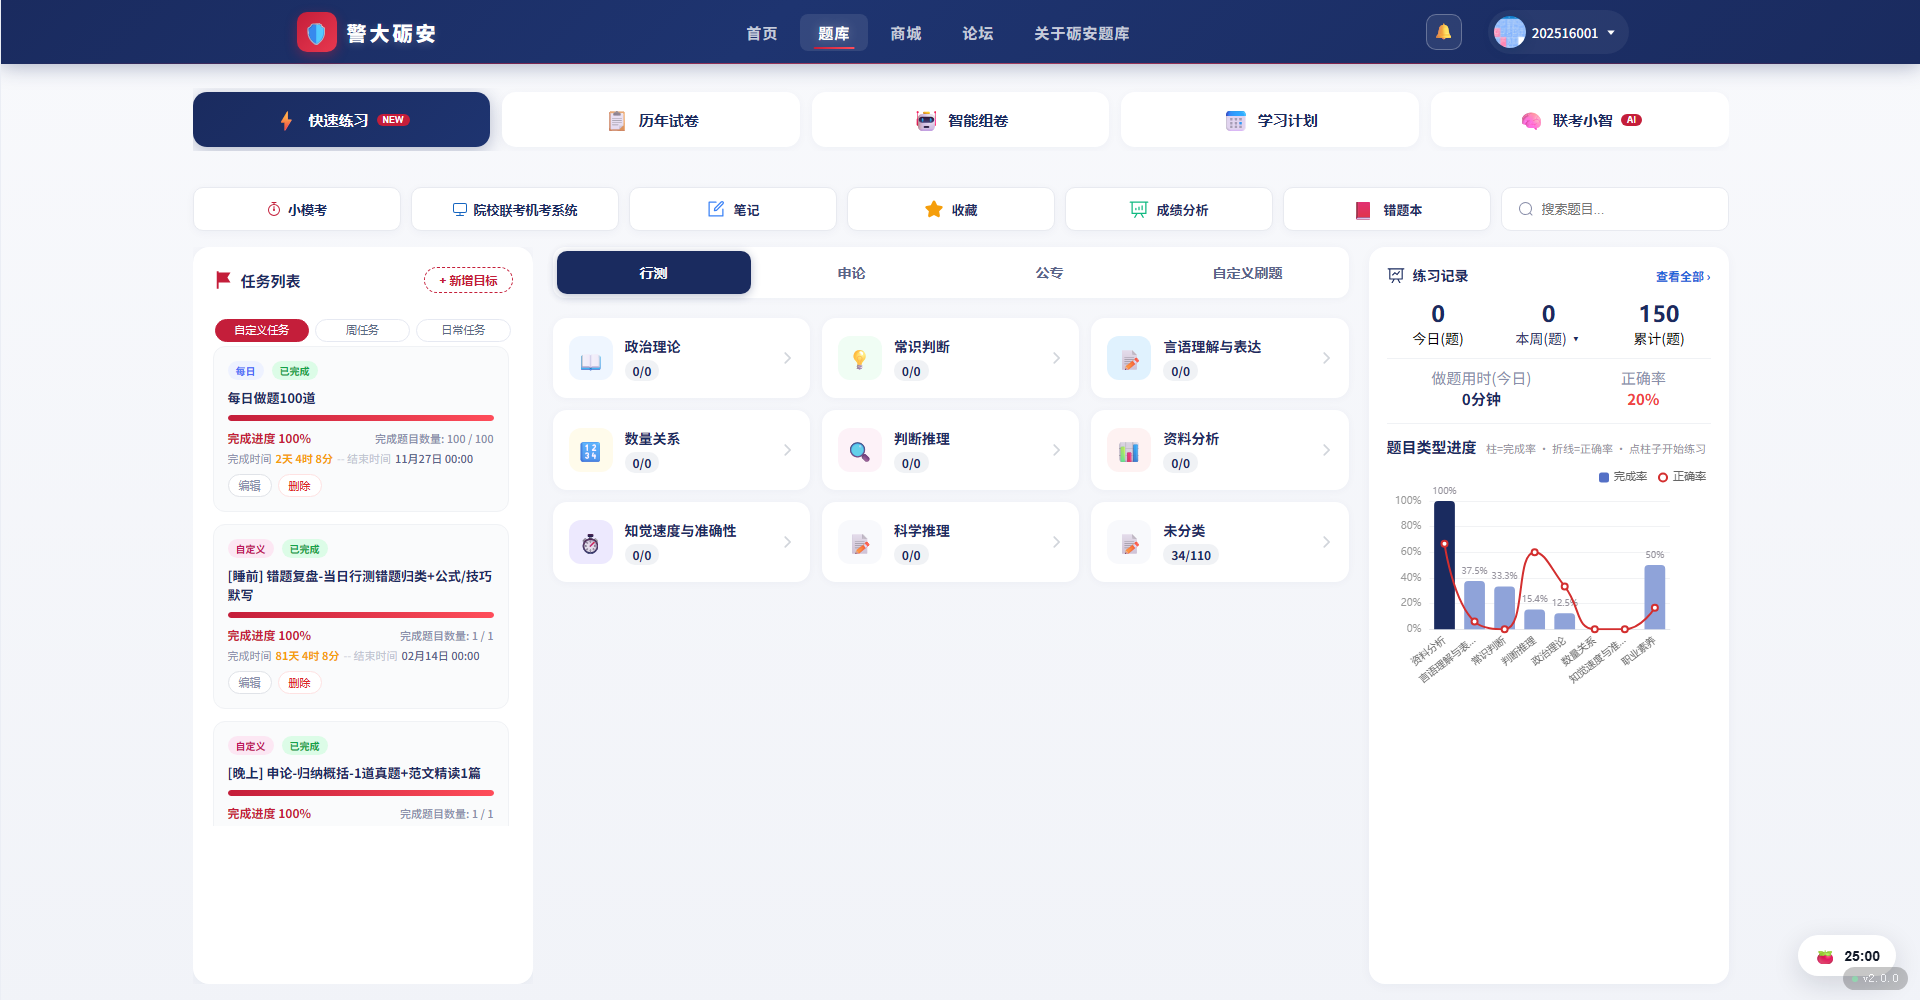 警大砺安
首页 题库 商城 论坛 关于砺安题库
202516001
快速练习 NEW
历年试卷
智能组卷
学习计划
联考小智 AI
小模考
院校联考机考系统
笔记
收藏
成绩分析
错题本
搜索题目...
任务列表
+ 新增目标
自定义任务 周任务 日常任务
每日 已完成
每日做题100道
完成进度 100% 完成题目数量: 100 / 100
完成时间 2天 4时 8分 -- 结束时间 11月27日 00:00
编辑 删除
自定义 已完成
[睡前] 错题复盘-当日行测错题归类+公式/技巧
默写
完成进度 100% 完成题目数量: 1 / 1
完成时间 81天 4时 8分 -- 结束时间 02月14日 00:00
编辑 删除
自定义 已完成
[晚上] 申论-归纳概括-1道真题+范文精读1篇
完成进度 100% 完成题目数量: 1 / 1
行测 申论 公专 自定义刷题
政治理论
0/0
常识判断
0/0
言语理解与表达
0/0
数量关系
0/0
判断推理
0/0
资料分析
0/0
知觉速度与准确性
0/0
科学推理
0/0
未分类
34/110
练习记录
查看全部 ›
0 0 150
今日(题) 本周(题) 累计(题)
做题用时(今日) 正确率
0分钟 20%
题目类型进度 柱=完成率 · 折线=正确率 · 点柱子开始练习
完成率 正确率
100%
80%
60%
40%
20%
0%
100%
37.5%
33.3%
15.4%
12.5%
50%
资料分析
言语理解与表...
常识判断
判断推理
政治理论
数量关系
知觉速度与准...
职业素养
25:00
v2.0.0